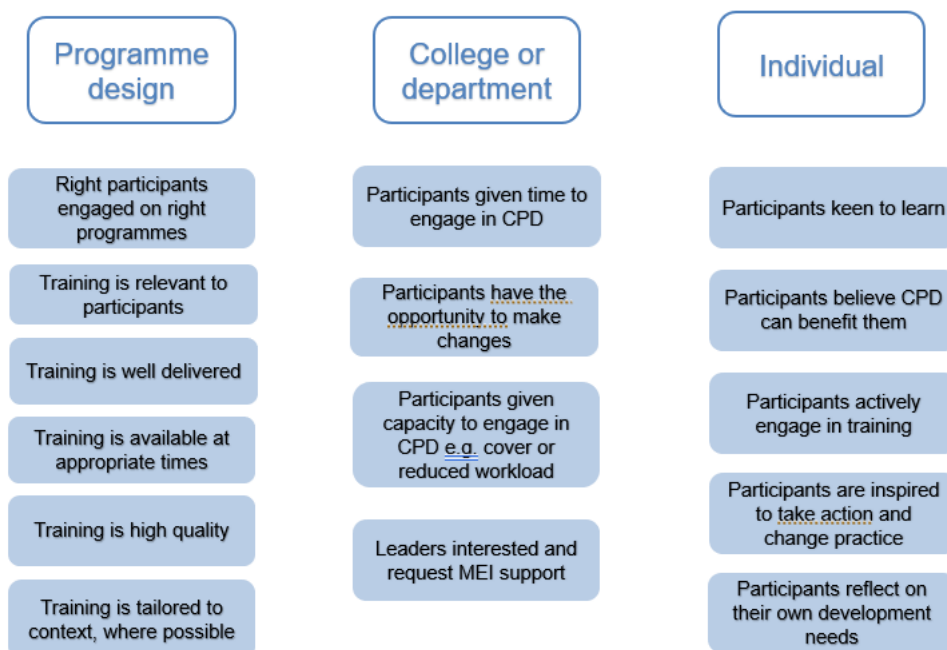 Programme
design
Right participants
engaged on right
programmes
Training is relevant to
participants
Training is well delivered
Training is available at
appropriate times
Training is high quality
Training is tailored to
context, where possible
College or
department
Participants given time to
engage in CPD
Participants have the
opportunity to make
changes
Participants given
capacity to engage in
CPD e.g. cover or
reduced workload
Leaders interested and
request MEI support
Individual
Participants keen to learn
Participants believe CPD
can benefit them
Participants actively
engage in training
Participants are inspired
to take action and
change practice
Participants reflect on
their own development
needs